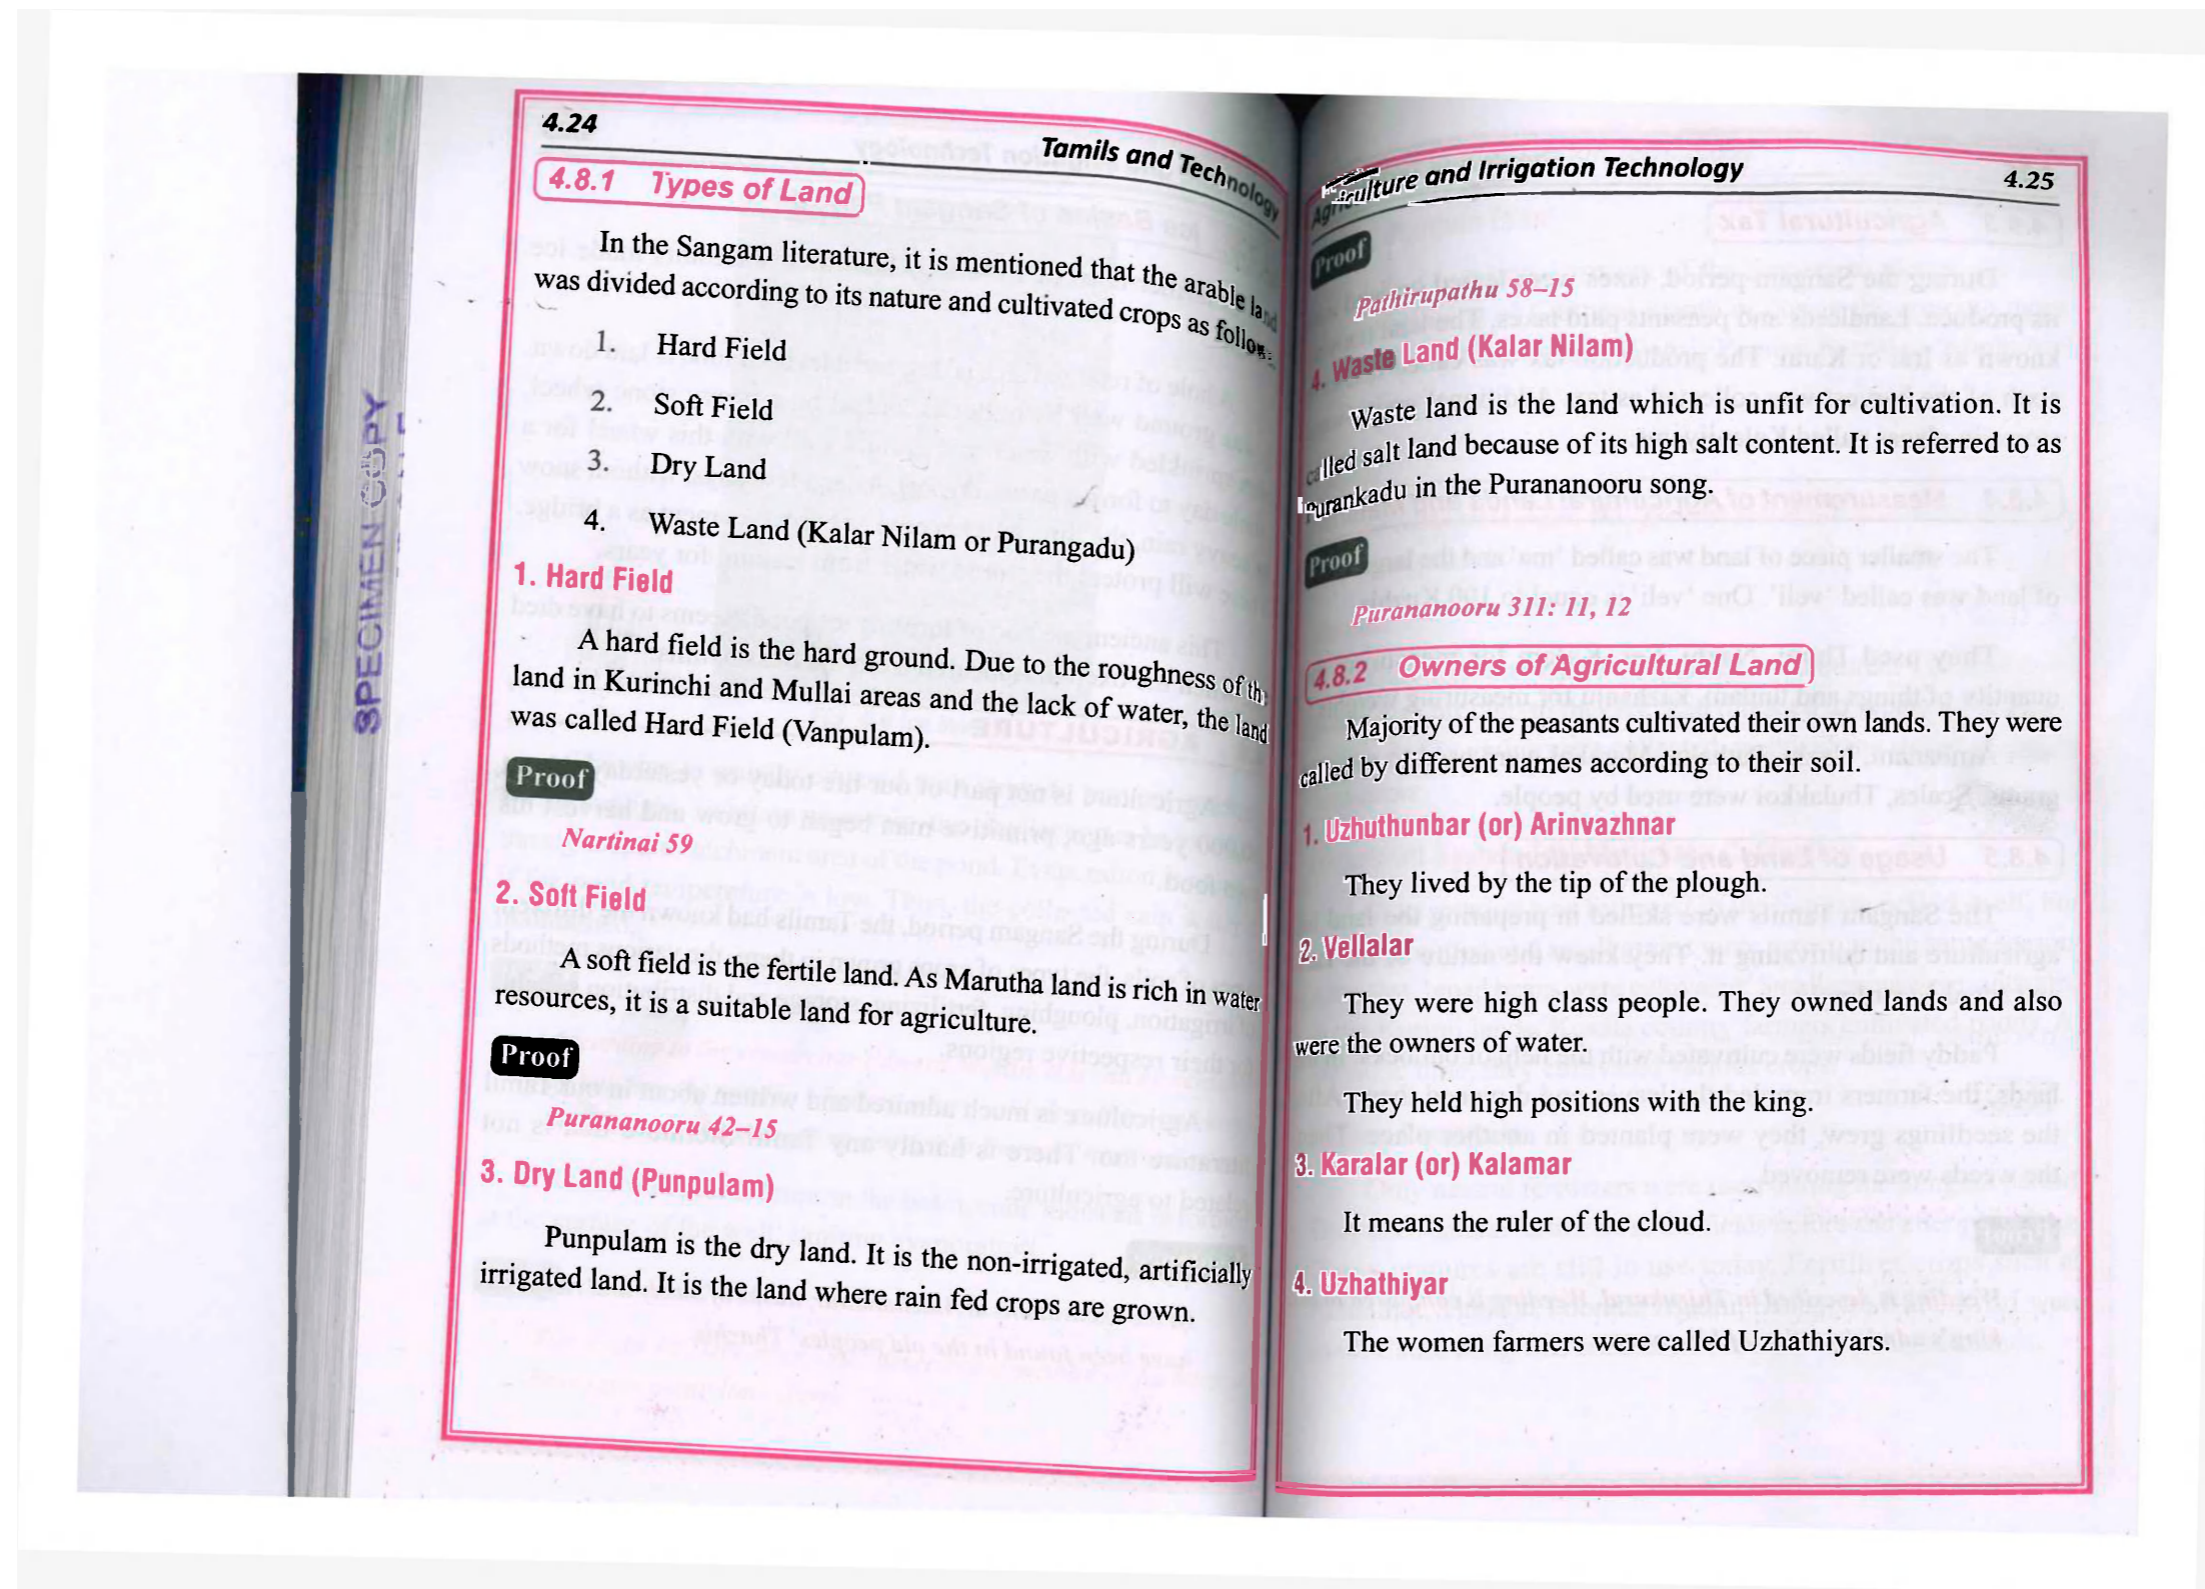 SPECIMEN COPY
4.24
Tamils and Technology
4.8.1 Types of Land
In the Sangam literature, it is mentioned that the arable land
was divided according to its nature and cultivated crops as follow
1. Hard Field
2. Soft Field
3. Dry Land
4. Waste Land (Kalar Nilam or Purangadu)
1. Hard Field
A hard field is the hard ground. Due to the roughness of th
land in Kurinchi and Mullai areas and the lack of water, the land
was called Hard Field (Vanpulam).
Proof
Nartinai 59
2. Soft Field
A soft field is the fertile land. As Marutha land is rich in water
resources, it is a suitable land for agriculture.
Proof
Purananooru 42–15
3. Dry Land (Punpulam)
Punpulam is the dry land. It is the non-irrigated, artificially
irrigated land. It is the land where rain fed crops are grown.
Agriculture and Irrigation Technology
4.25
Proof
Pathirupathu 58–15
4. Waste Land (Kalar Nilam)
Waste land is the land which is unfit for cultivation. It is
called salt land because of its high salt content. It is referred to as
Purankadu in the Purananooru song.
Proof
Purananooru 311: 11, 12
4.8.2 Owners of Agricultural Land
Majority of the peasants cultivated their own lands. They were
called by different names according to their soil.
1. Uzhuthunbar (or) Arinvazhnar
They lived by the tip of the plough.
2. Vellalar
They were high class people. They owned lands and also
were the owners of water.
They held high positions with the king.
3. Karalar (or) Kalamar
It means the ruler of the cloud.
4. Uzhathiyar
The women farmers were called Uzhathiyars.